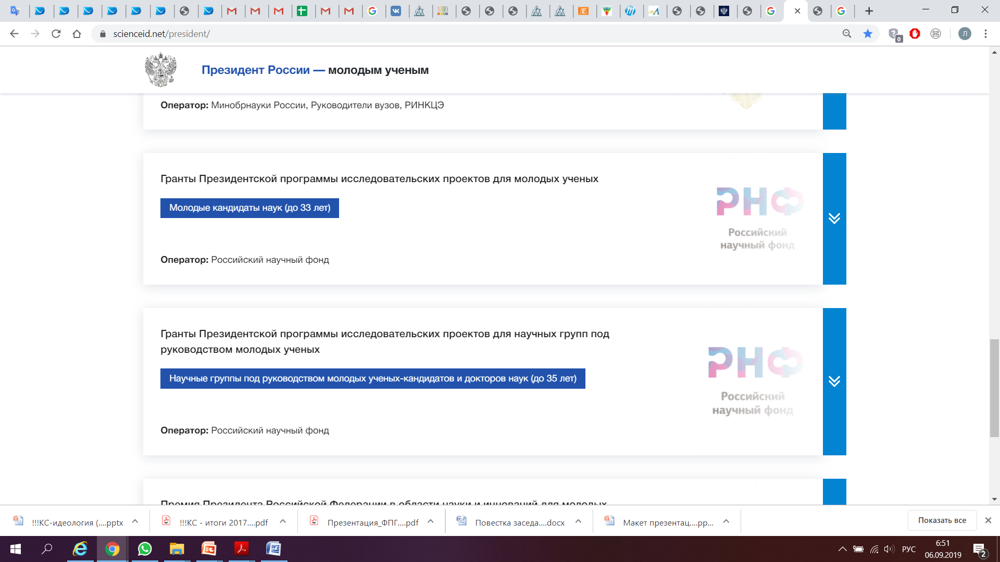 scienceid.net/president/
0
Л
Президент России — молодым ученым
Оператор: Минобрнауки России, Руководители вузов, РИНКЦЭ
Гранты Президентской программы исследовательских проектов для молодых ученых
Молодые кандидаты наук (до 33 лет)
РНФ
Российский
научный фонд
Оператор: Российский научный фонд
Гранты Президентской программы исследовательских проектов для научных групп под
руководством молодых ученых
Научные группы под руководством молодых ученых-кандидатов и докторов наук (до 35 лет)
РНФ
Российский
научный фонд
Оператор: Российский научный фонд
Премия Президента Российской Федерации в области науки и инноваций для молодых
!!!КС-идеология (....pptx
!!!КС - итоги 2017....pdf
Презентация_ФПГ....pdf
Повестка заседа....docx
Макет презентац....pp...
Показать все
РУС
6:51
06.09.2019
2